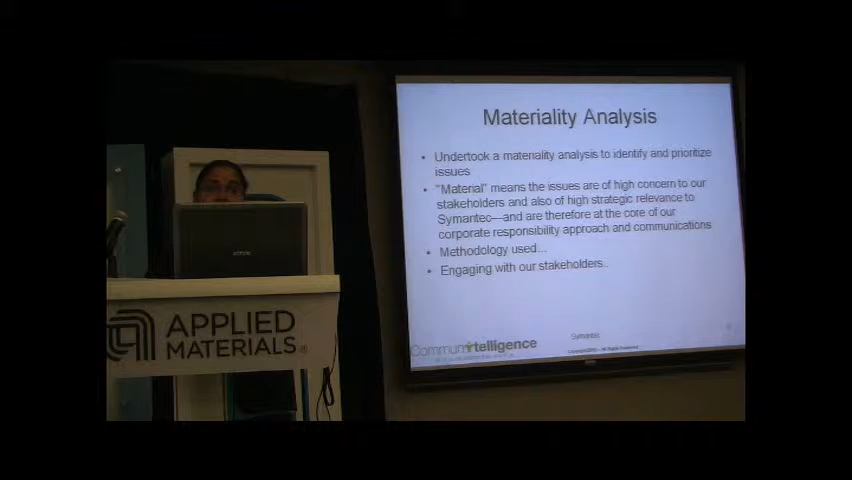 Materiality Analysis
• Undertook a materiality analysis to identify and prioritize
issues
• "Material" means the issues are of high concern to our
stakeholders and also of high strategic relevance to
Symantec—and are therefore at the core of our
corporate responsibility approach and communications
• Methodology used...
• Engaging with our stakeholders..
Symantec
Communitelligence
APPLIED
MATERIALS®